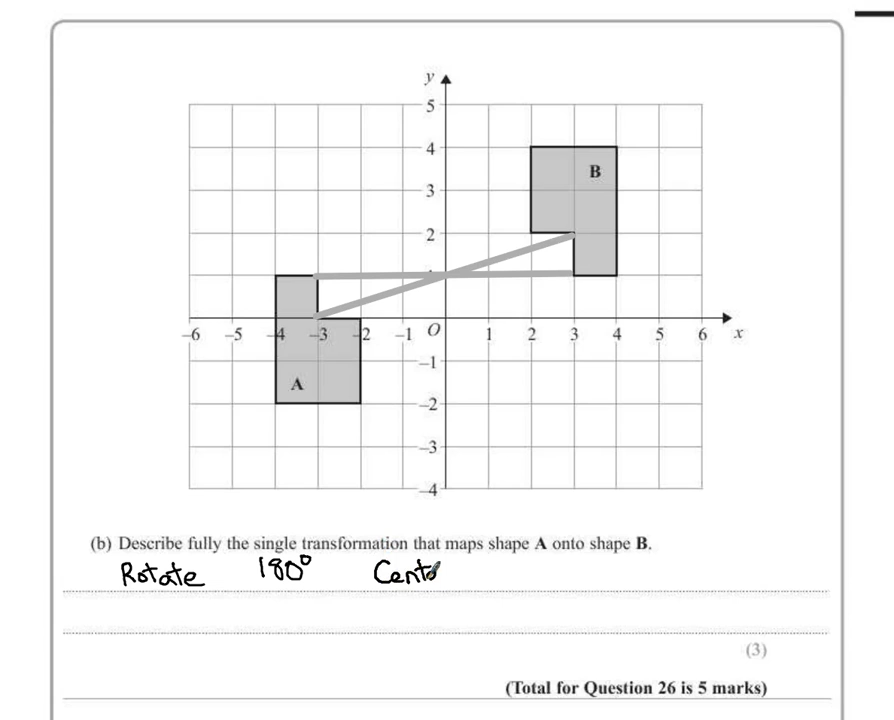 y
5
4
3
B
2
-6 -5 -4 -3 -2 -1 O 1 2 3 4 5 6 x
-1
A
-2
-3
-4
(b) Describe fully the single transformation that maps shape A onto shape B.
Rotate 180°
(3)
(Total for Question 26 is 5 marks)